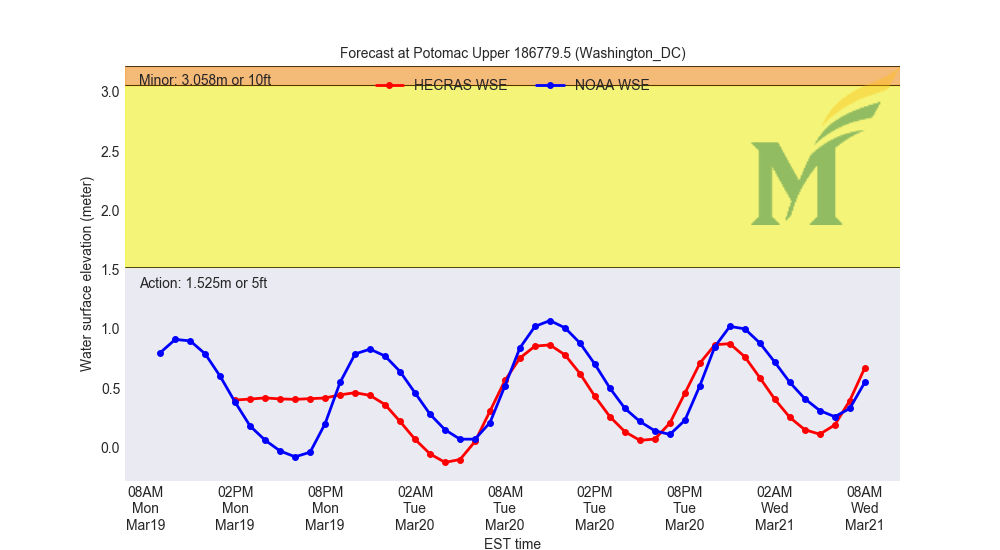 Forecast at Potomac Upper 186779.5 (Washington_DC)
Minor: 3.058m or 10ft
HECRAS WSE
NOAA WSE
M
3.0
2.5
2.0
1.5
1.0
0.5
0.0
Water surface elevation (meter)
Action: 1.525m or 5ft
08AM
Mon
Mar19
02PM
Mon
Mar19
08PM
Mon
Mar19
02AM
Tue
Mar20
08AM
Tue
Mar20
02PM
Tue
Mar20
08PM
Tue
Mar20
02AM
Wed
Mar21
08AM
Wed
Mar21
EST time